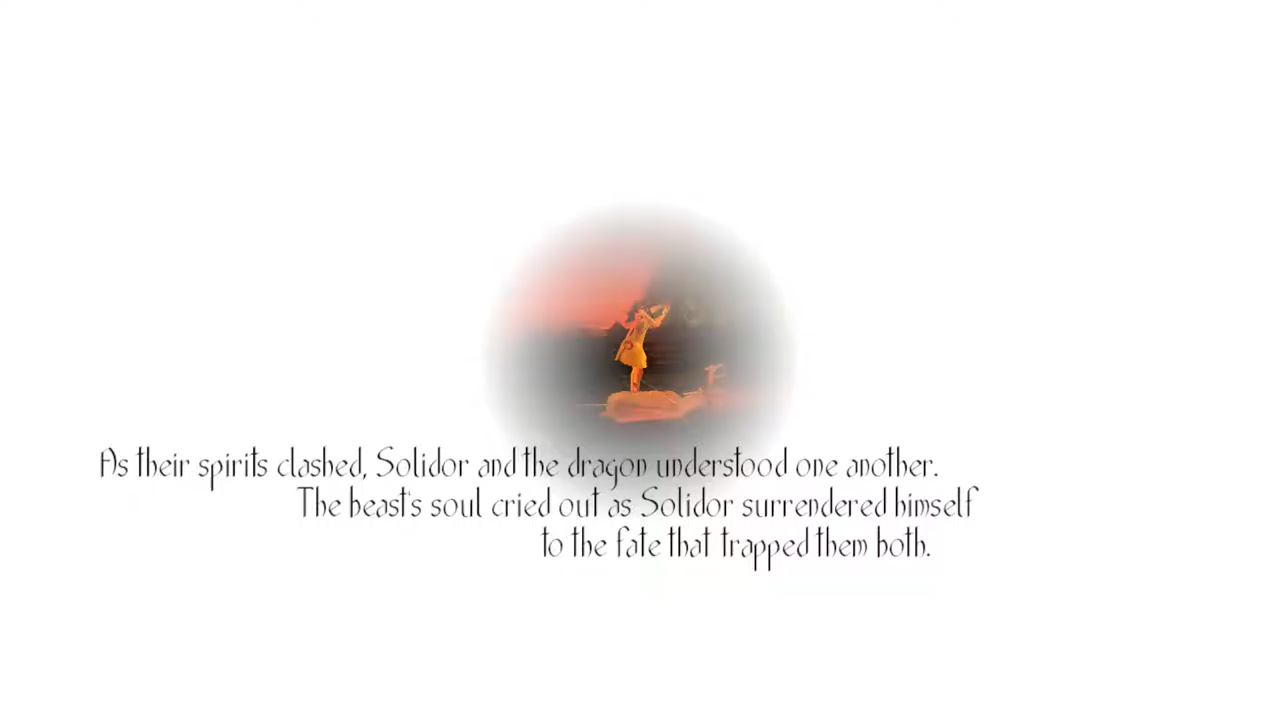 As their spirits clashed, Solidor and the dragon understood one another.
The beast's soul cried out as Solidor surrendered himself
to the fate that trapped them both.